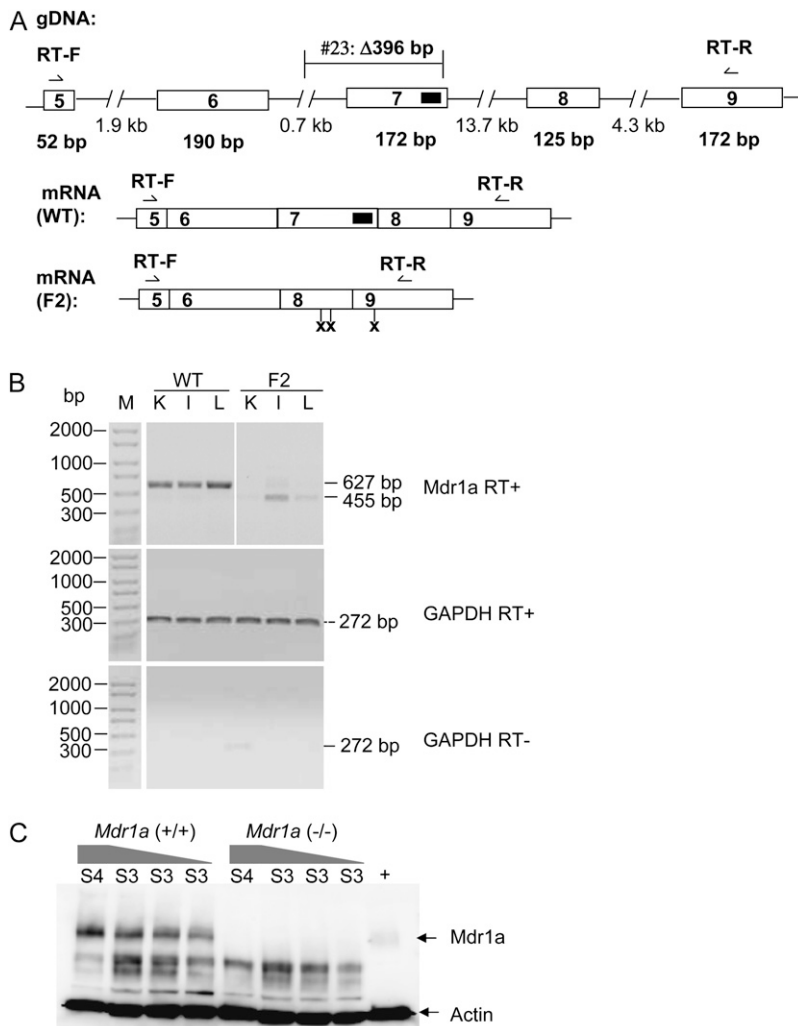 A
gDNA:
#23: Δ396 bp
RT-F
RT-R
5 6 7 8 9
1.9 kb 0.7 kb 13.7 kb 4.3 kb
52 bp 190 bp 172 bp 125 bp 172 bp
RT-F RT-R
mRNA
(WT):
5 6 7 8 9
RT-F RT-R
mRNA
(F2):
5 6 8 9
xx x
B
WT F2
bp M K I L K I L
2000
1000
500
300
627 bp
455 bp
Mdr1a RT+
2000
1000
500
300
272 bp
GAPDH RT+
2000
1000
500
300
272 bp
GAPDH RT-
C
Mdr1a (+/+) Mdr1a (-/-)
S4 S3 S3 S3 S4 S3 S3 S3 +
Mdr1a
Actin